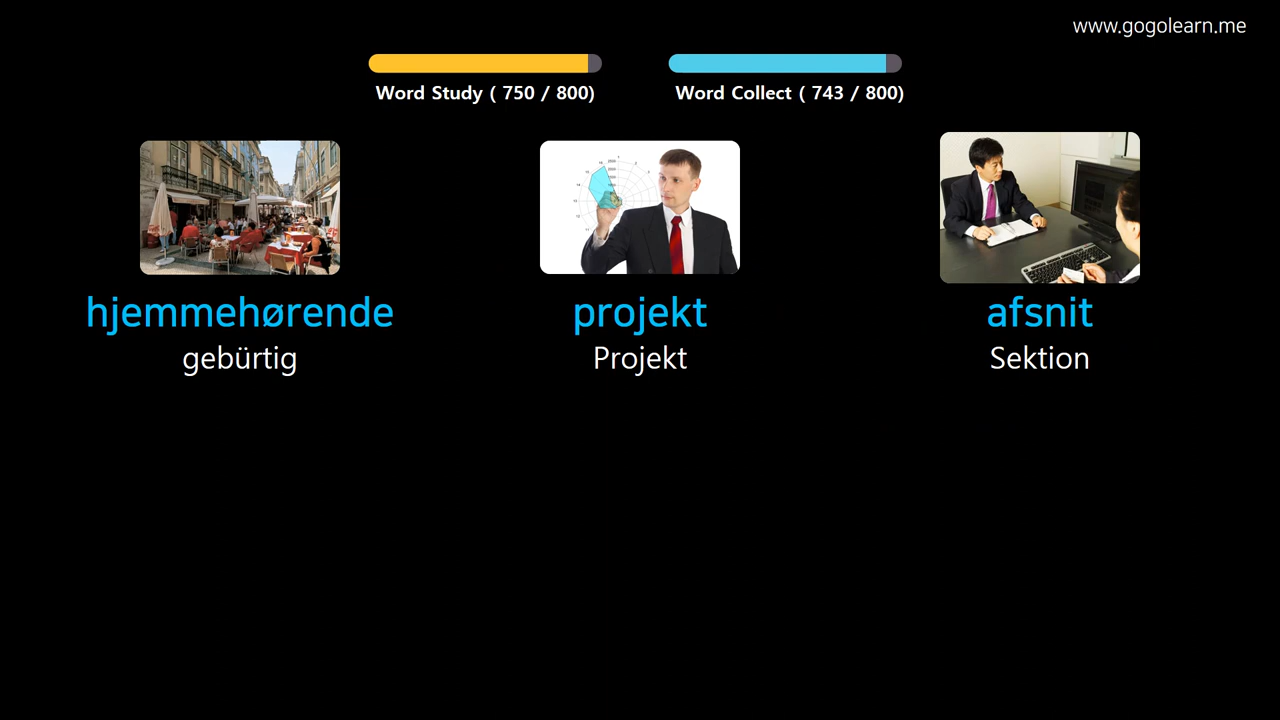 www.gogolearn.me
Word Study ( 750 / 800)
Word Collect ( 743 / 800)
hjemmehørende
gebürtig
projekt
Projekt
afsnit
Sektion